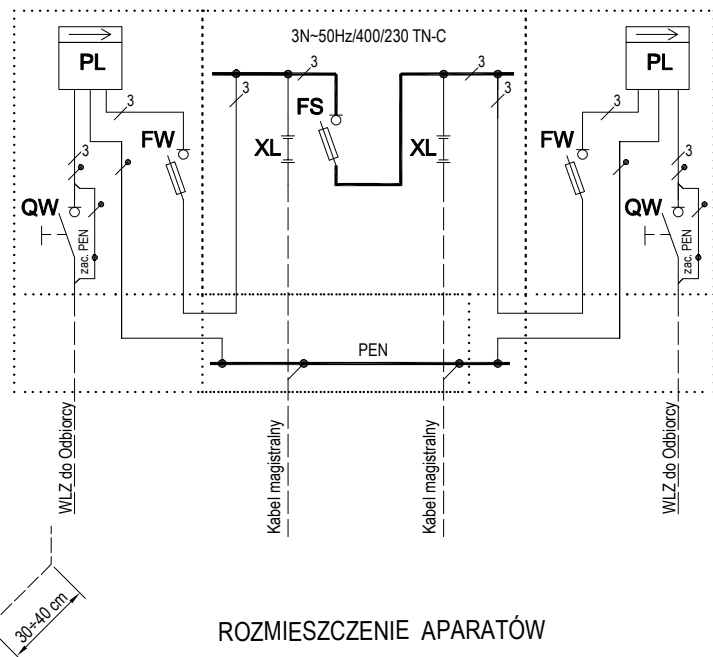 3N~50Hz/400/230 TN-C
PL
PL
3
3
3
3
3
3
FS
FW
XL
XL
FW
3
3
QW
QW
zac. PEN
zac. PEN
PEN
WLZ do Odbiorcy
Kabel magistralny
Kabel magistralny
WLZ do Odbiorcy
30÷40 cm
ROZMIESZCZENIE APARATÓW